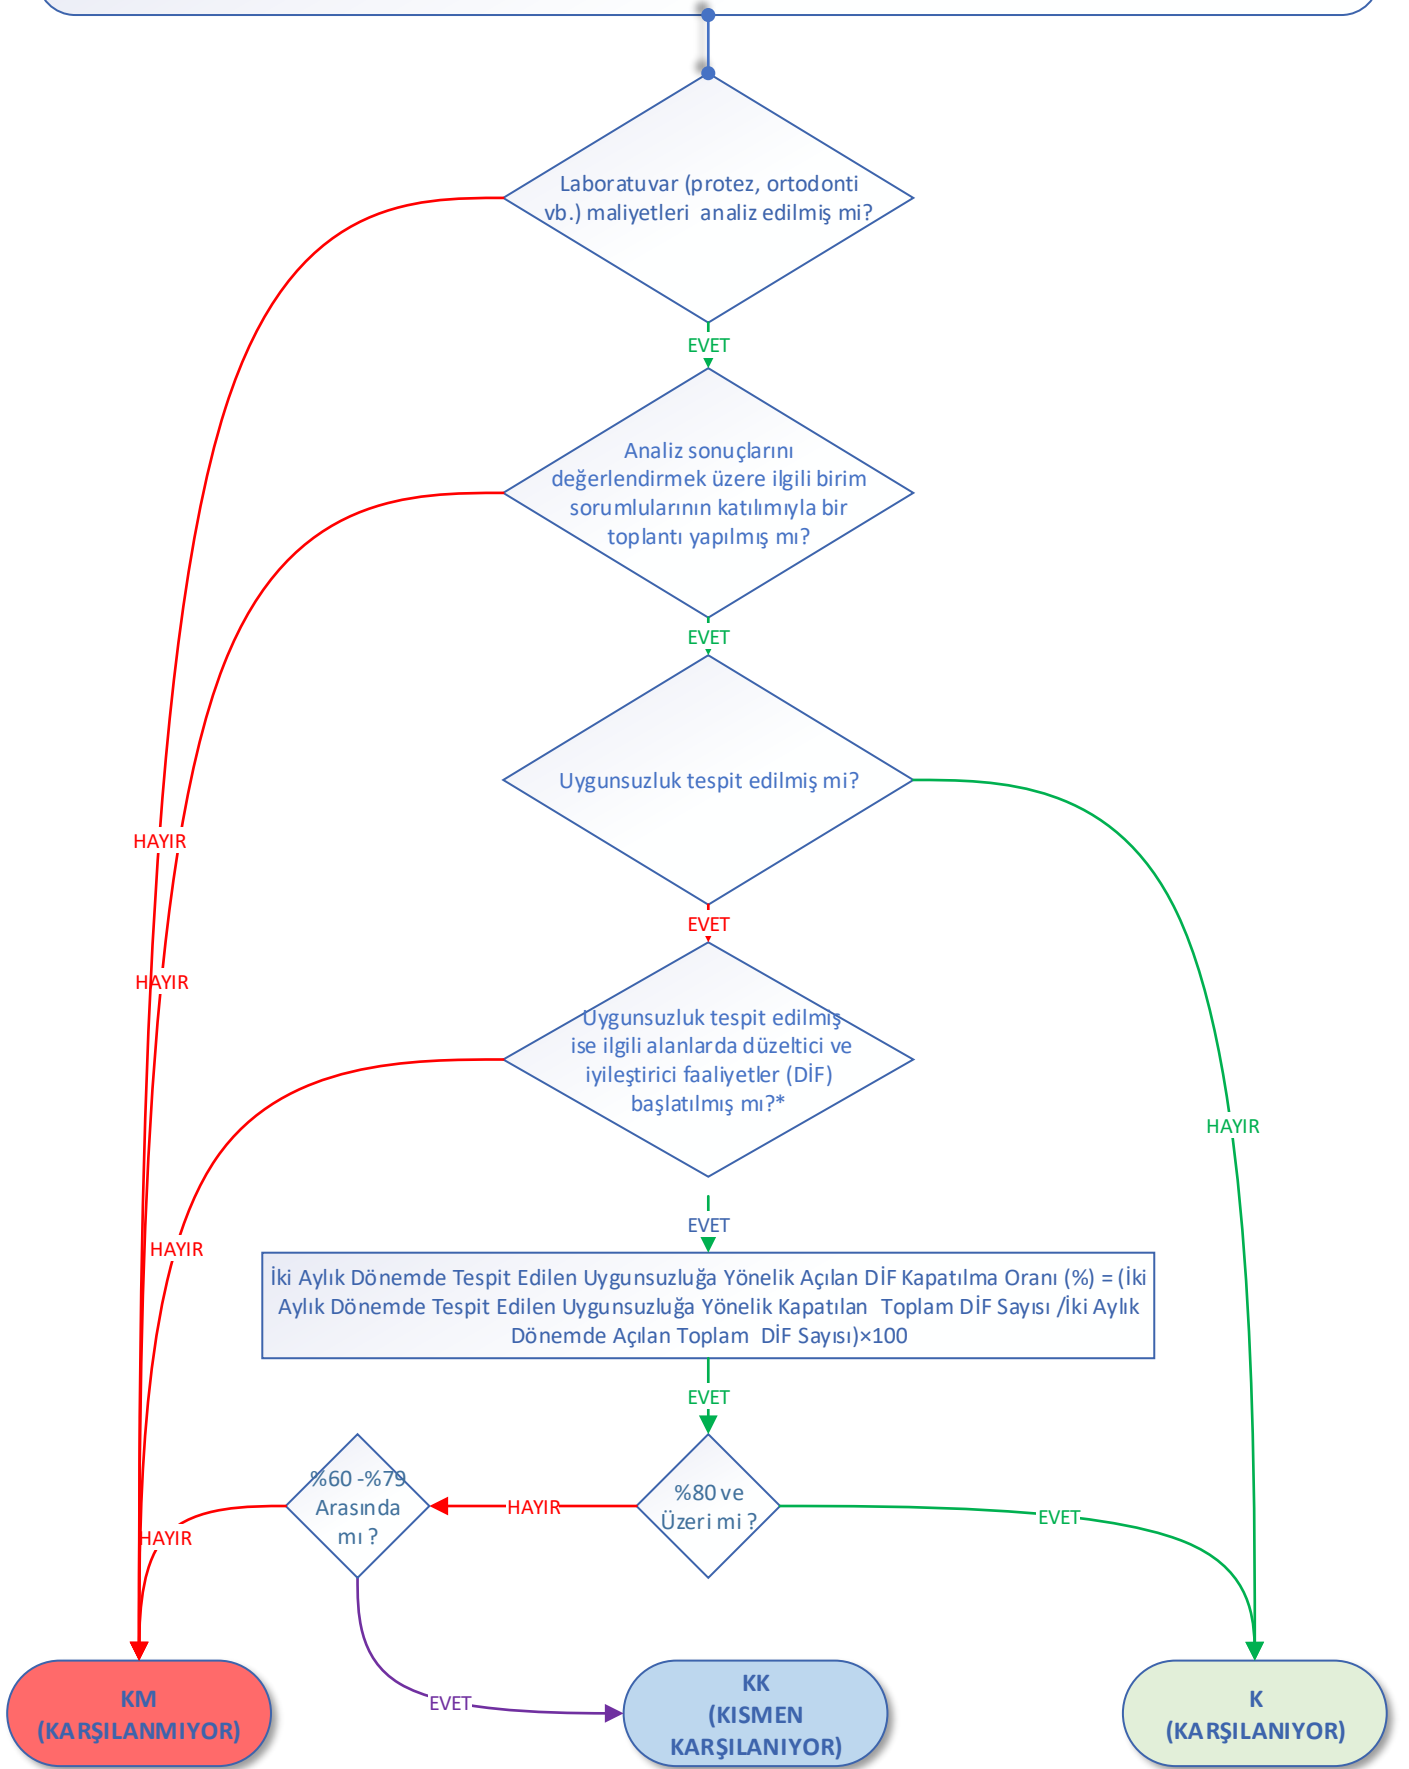 Laboratuvar (protez, ortodonti
vb.) maliyetleri analiz edilmiş mi?
EVET
Analiz sonuçlarını
değerlendirmek üzere ilgili birim
sorumlularının katılımıyla bir
toplantı yapılmış mı?
EVET
Uygunsuzluk tespit edilmiş mi?
HAYIR
EVET
HAYIR
Uygunsuzluk tespit edilmiş
ise ilgili alanlarda düzeltici ve
iyileştirici faaliyetler (DİF)
başlatılmış mı?*
HAYIR
EVET
HAYIR
İki Aylık Dönemde Tespit Edilen Uygunsuzluğa Yönelik Açılan DİF Kapatılma Oranı (%) = (İki
Aylık Dönemde Tespit Edilen Uygunsuzluğa Yönelik Kapatılan Toplam DİF Sayısı /İki Aylık
Dönemde Açılan Toplam DİF Sayısı)×100
EVET
%60 -%79
Arasında
mı ?
HAYIR
%80 ve
Üzeri mi ?
EVET
HAYIR
EVET
KM
(KARŞILANMIYOR)
KK
(KISMEN
KARŞILANIYOR)
K
(KARŞILANIYOR)